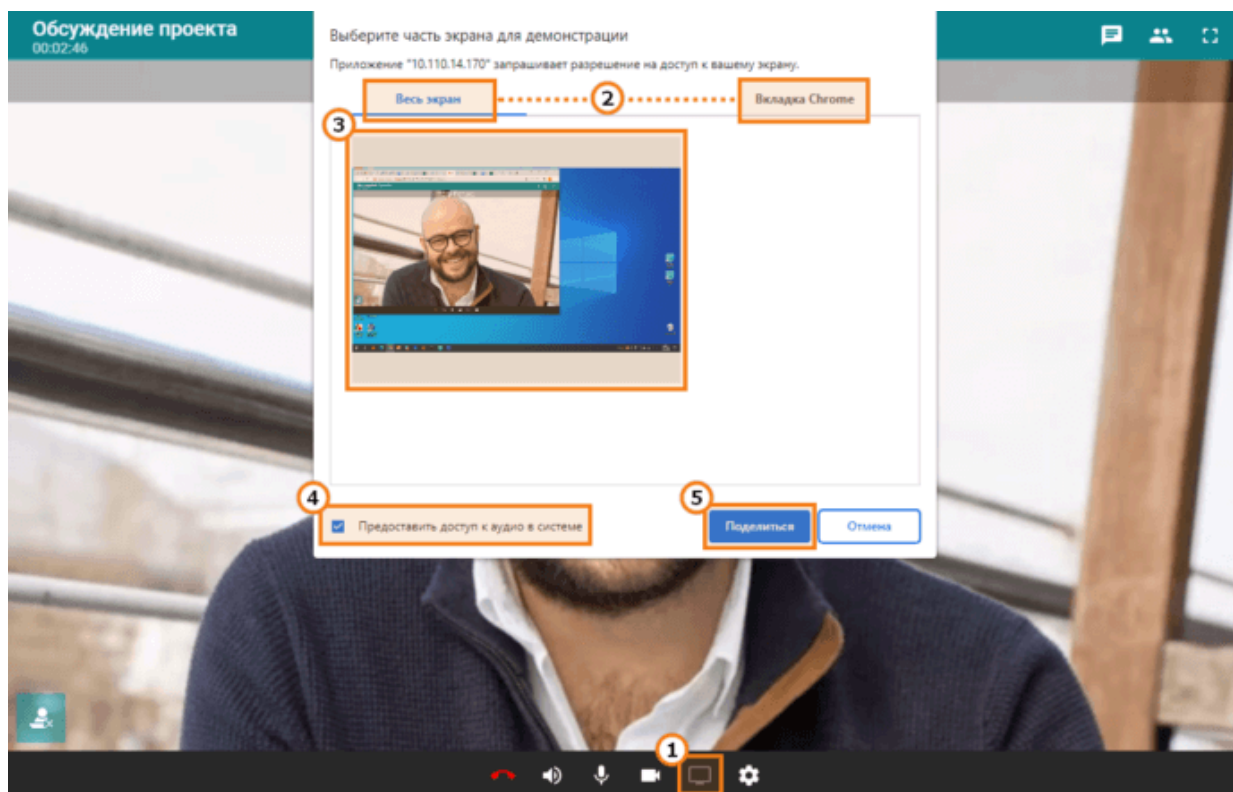 Обсуждение проекта
00:02:46
Выберите часть экрана для демонстрации
Приложение "10.110.14.170" запрашивает разрешение на доступ к вашему экрану.
Весь экран 2 Вкладка Chrome
3
4
Предоставить доступ к аудио в системе
5
Поделиться Отмена
1